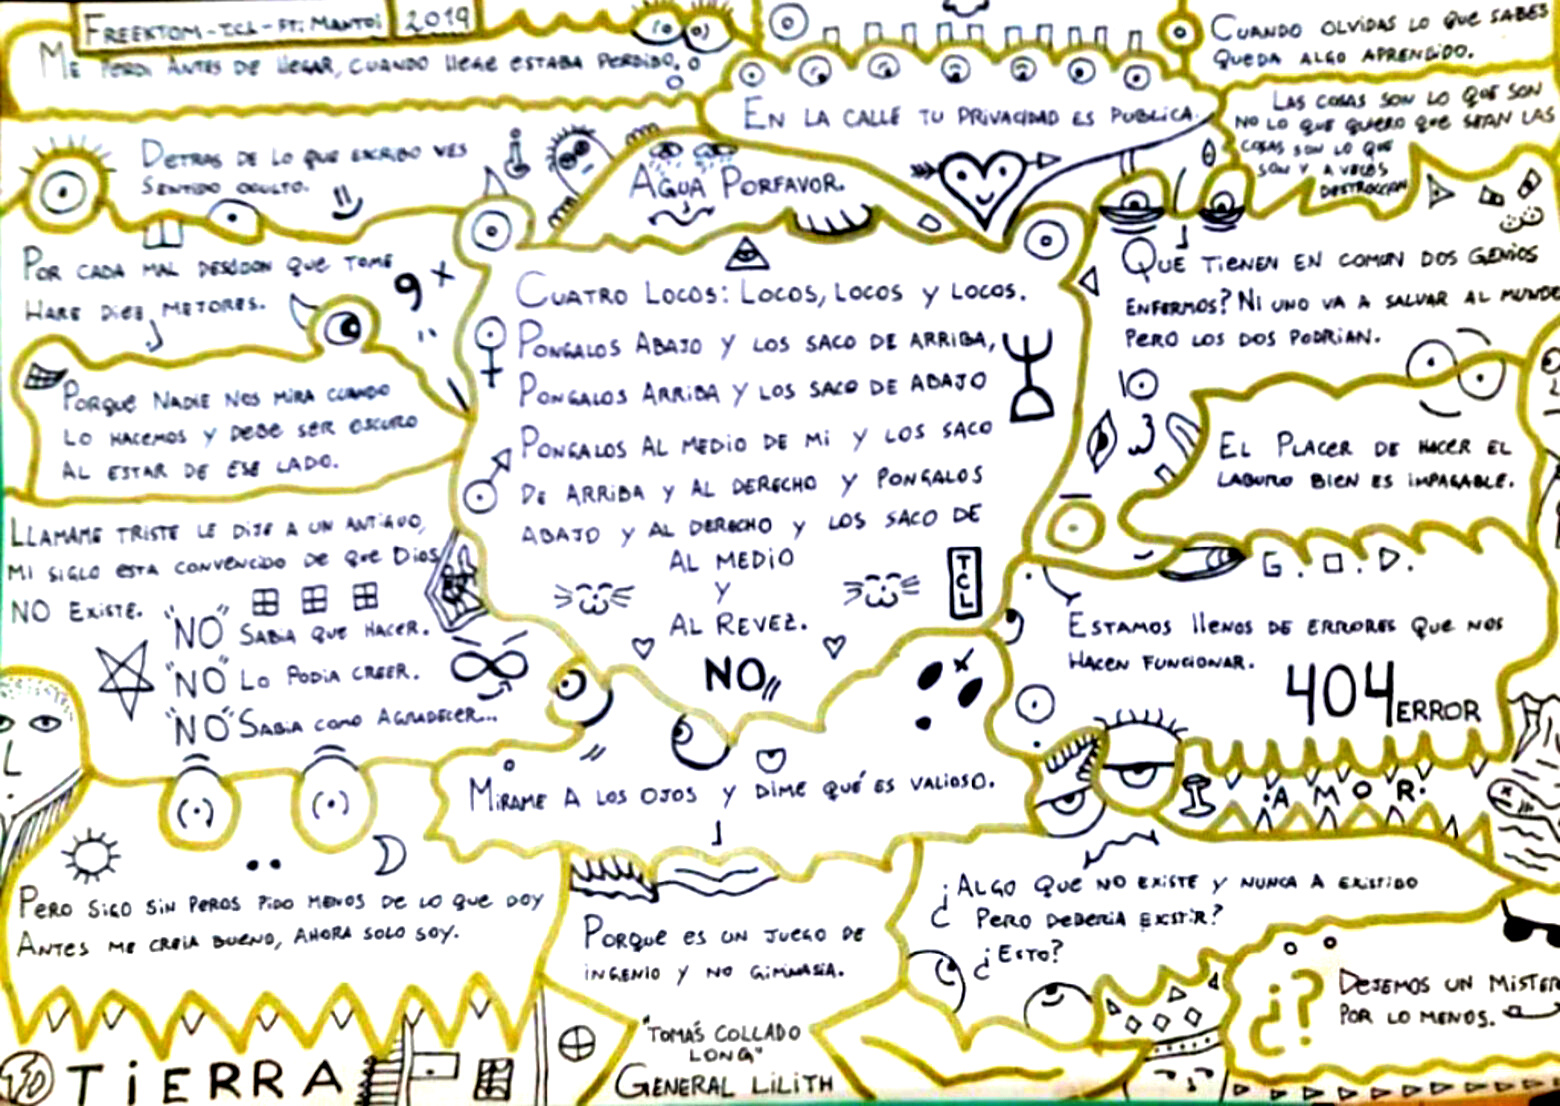 FREEKTOM-TCL-FT: MANTOI 2019
ME PERDI ANTES DE LLEGAR, CUANDO LLEGE ESTABA PERDIDO.
EN LA CALLE TU PRIVACIDAD ES PUBLICA.
CUANDO OLVIDAS LO QUE SABES
QUEDA ALGO APRENDIDO.
LAS COSAS SON LO QUE SON
NO LO QUE QUIERO QUE SEAN LAS
COSAS SON LO QUE
SON Y A VECES
DESTRUCCION
DETRAS DE LO QUE ESCRIBO VES
SENTIDO OCULTO.
AGUA PORFAVOR.
POR CADA MAL DESICION QUE TOME
HARE DIEZ MEJORES.
9 +
PORQUE NADIE NOS MIRA CUANDO
LO HACEMOS Y DEBE SER OSCURO
AL ESTAR DE ESE LADO.
CUATRO LOCOS: LOCOS, LOCOS Y LOCOS.
PONGALOS ABAJO Y LOS SACO DE ARRIBA,
PONGALOS ARRIBA Y LOS SACO DE ABAJO
PONGALOS AL MEDIO DE MI Y LOS SACO
DE ARRIBA Y AL DERECHO Y PONGALOS
ABAJO Y AL DERECHO Y LOS SACO DE
AL MEDIO
Y
AL REVEZ.
NO
TCL
QUE TIENEN EN COMUN DOS GENIOS
ENFERMOS? NI UNO VA A SALVAR AL MUNDO
PERO LOS DOS PODRIAN.
EL PLACER DE HACER EL
LABURO BIEN ES IMPAGABLE.
LLAMAME TRISTE LE DIJE A UN ANTIGUO,
MI SIGLO ESTA CONVENCIDO DE QUE DIOS
NO EXISTE.
"NO" SABIA QUE HACER.
"NO" LO PODIA CREER.
"NO" SABIA COMO AGRADECER...
G.
ESTAMOS LLENOS DE ERRORES QUE NOS
HACEN FUNCIONAR.
404 ERROR
MIRAME A LOS OJOS Y DIME QUÉ ES VALIOSO.
AMOR
PERO SIGO SIN PEROS PIDO MENOS DE LO QUE DOY
ANTES ME CREIA BUENO, AHORA SOLO SOY.
PORQUE ES UN JUEGO DE
INGENIO Y NO GIMNASIA.
¿ALGO QUE NO EXISTE Y NUNCA A EXISTIDO
¿ PERO DEBERIA EXSTIR?
¿ESTO?
¿?
DEJEMOS UN MISTER
POR LO MENOS.
TIERRA
"TOMÁS COLLADO
LONG"
GENERAL LILITH